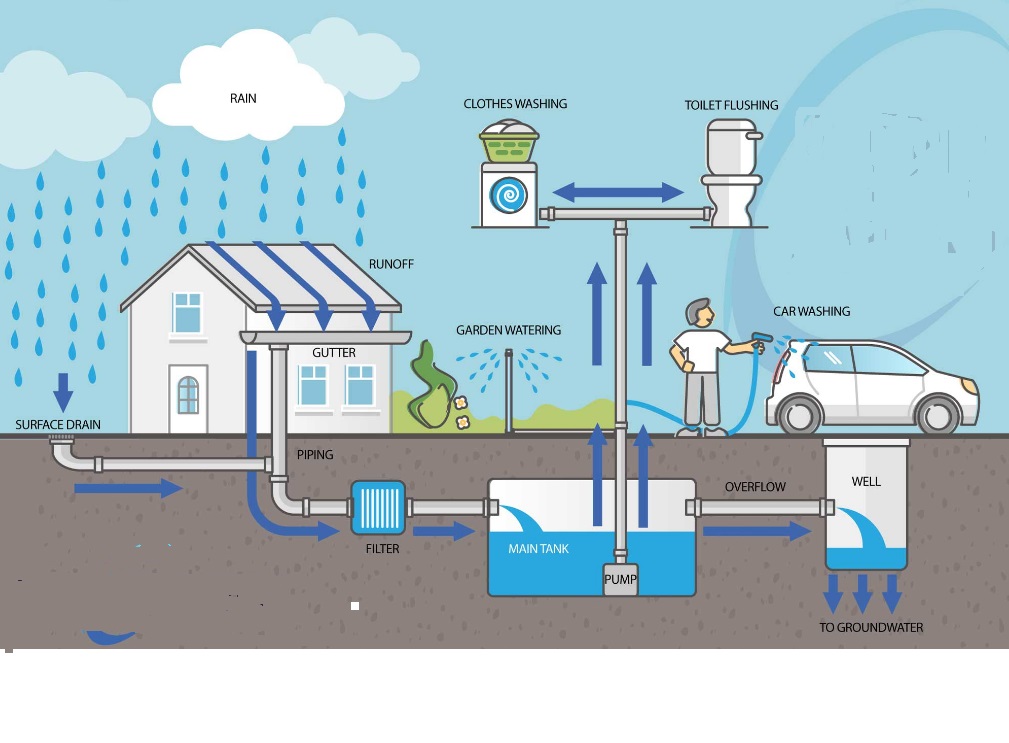 RAIN
CLOTHES WASHING
TOILET FLUSHING
RUNOFF
CAR WASHING
GARDEN WATERING
GUTTER
SURFACE DRAIN
PIPING
WELL
OVERFLOW
FILTER
MAIN TANK
PUMP
TO GROUNDWATER